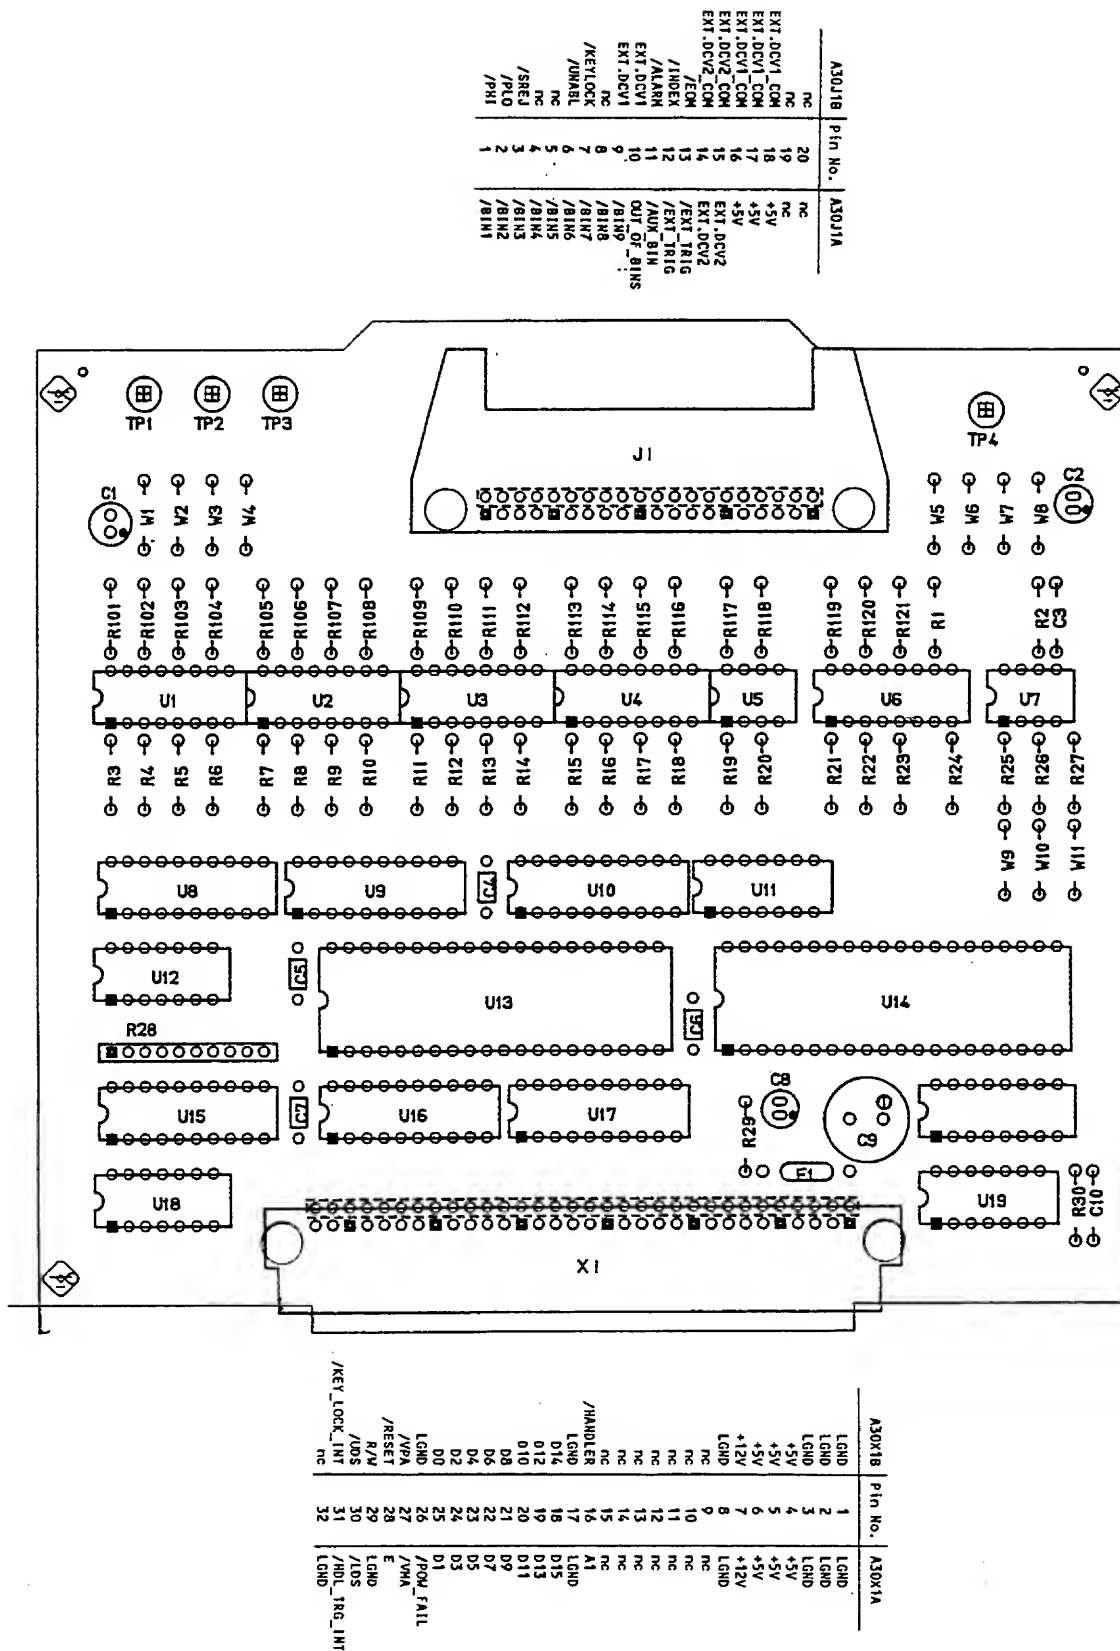 A30J1B Pin No. A30J1A
nc 20 nc
nc 19 nc
EXT.DCV1_COM 18 +5V
EXT.DCV1_COM 17 +5V
EXT.DCV1_COM 16 +5V
EXT.DCV2_COM 15 EXT.DCV2
EXT.DCV2_COM 14 EXT.DCV2
/EOM 13 /EXT_TRIG
/INDEX 12 /EXT_TRIG
/ALARM 11 /AUX_BIN
EXT.DCV1 10 OUT_OF_BINS
EXT.DCV1 9 /BIN9
nc 8 /BIN8
/KEYLOCK 7 /BIN7
/UNABL 6 /BIN6
nc 5 /BIN5
nc 4 /BIN4
/SREJ 3 /BIN3
/PLO 2 /BIN2
/PHI 1 /BIN1
TP1 TP2 TP3 TP4
J1
C1 W1 W2 W3 W4 W5 W6 W7 W8 C2
R101 R102 R103 R104 R105 R106 R107 R108 R109 R110 R111 R112 R113 R114 R115 R116 R117 R118 R119 R120 R121 R1 R2 C3
U1 U2 U3 U4 U5 U6 U7
R3 R4 R5 R6 R7 R8 R9 R10 R11 R12 R13 R14 R15 R16 R17 R18 R19 R20 R21 R22 R23 R24 R25 R26 R27
W9 W10 W11
U8 U9 C4 U10 U11
U12 C5 U13 C6 U14
R28
U15 C7 U16 U17 R29 C8 C9
F1
U18 U19 R30 C10
X1
A30X1B Pin No. A30X1A
LGND 1 LGND
LGND 2 LGND
LGND 3 LGND
+5V 4 +5V
+5V 5 +5V
+5V 6 +5V
+12V 7 +12V
LGND 8 LGND
nc 9 nc
nc 10 nc
nc 11 nc
nc 12 nc
nc 13 nc
nc 14 nc
nc 15 nc
/HANDLER 16 A1
LGND 17 LGND
D14 18 D15
D12 19 D13
D10 20 D11
D8 21 D9
D6 22 D7
D4 23 D5
D2 24 D3
D0 25 D1
LGND 26 /POW_FAIL
/VPA 27 /VMA
/RESET 28 E
R/W 29 LGND
/UDS 30 /LDS
/KEY_LOCK_INT 31 /HDL_TRG_INT
nc 32 LGND